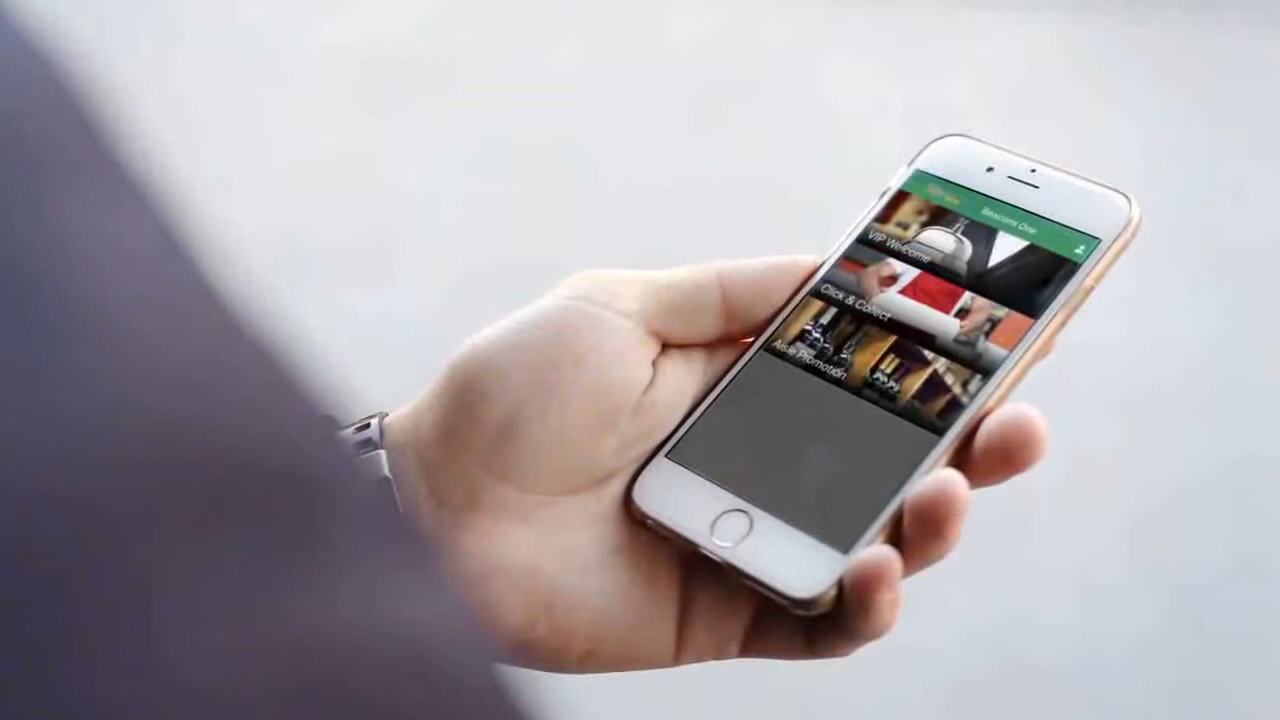 Beacons One
VIP Welcome
Click & Collect
Aisle Promotion